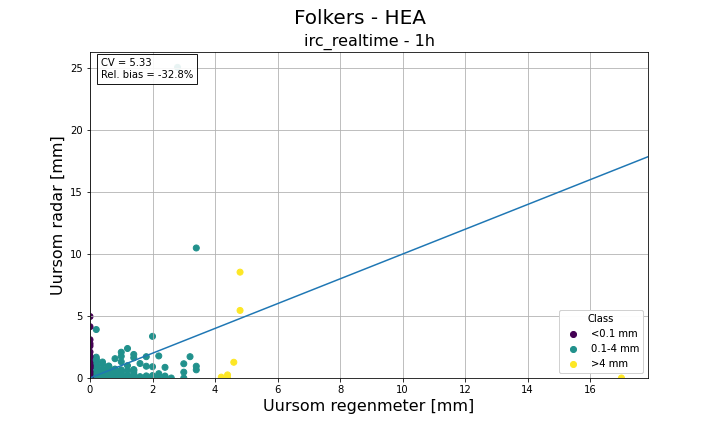 Folkers - HEA
irc_realtime - 1h
CV = 5.33
Rel. bias = -32.8%
25
20
15
10
5
0
Uursom radar [mm]
Class
<0.1 mm
0.1-4 mm
>4 mm
0 2 4 6 8 10 12 14 16
Uursom regenmeter [mm]